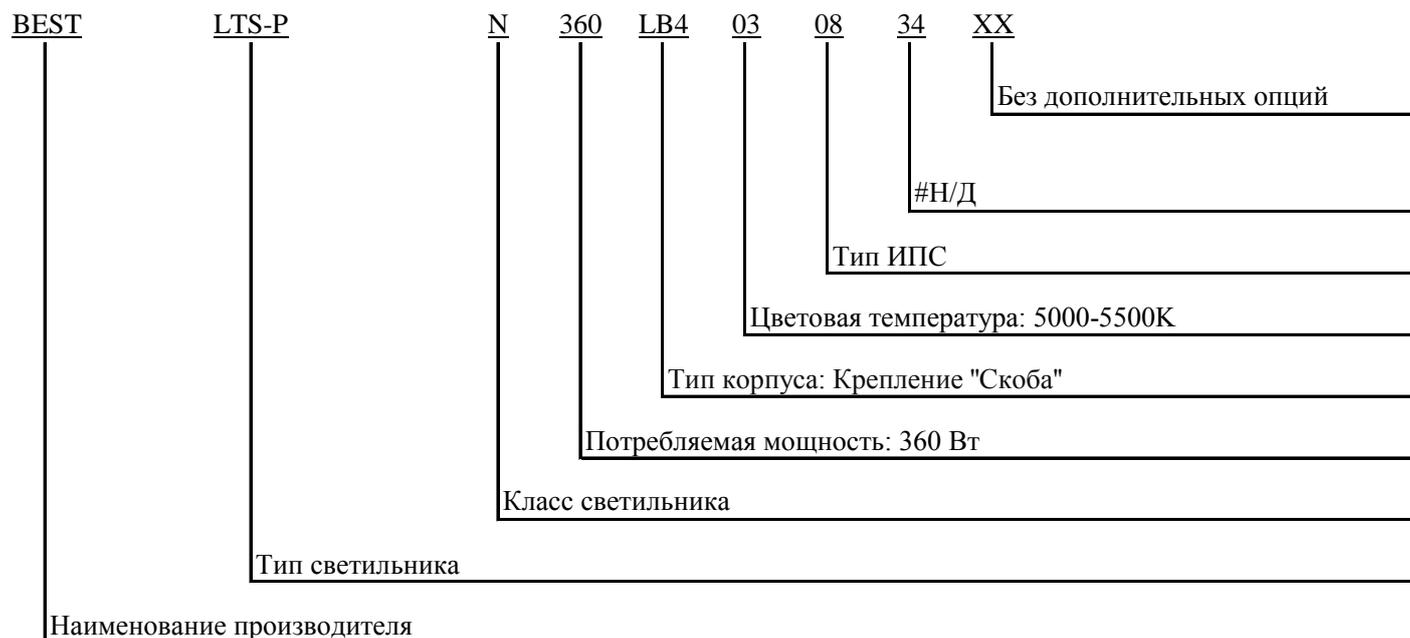 BEST LTS-P N 360 LB4 03 08 34 XX
Без дополнительных опций
#Н/Д
Тип ИПС
Цветовая температура: 5000-5500K
Тип корпуса: Крепление "Скоба"
Потребляемая мощность: 360 Вт
Класс светильника
Тип светильника
Наименование производителя